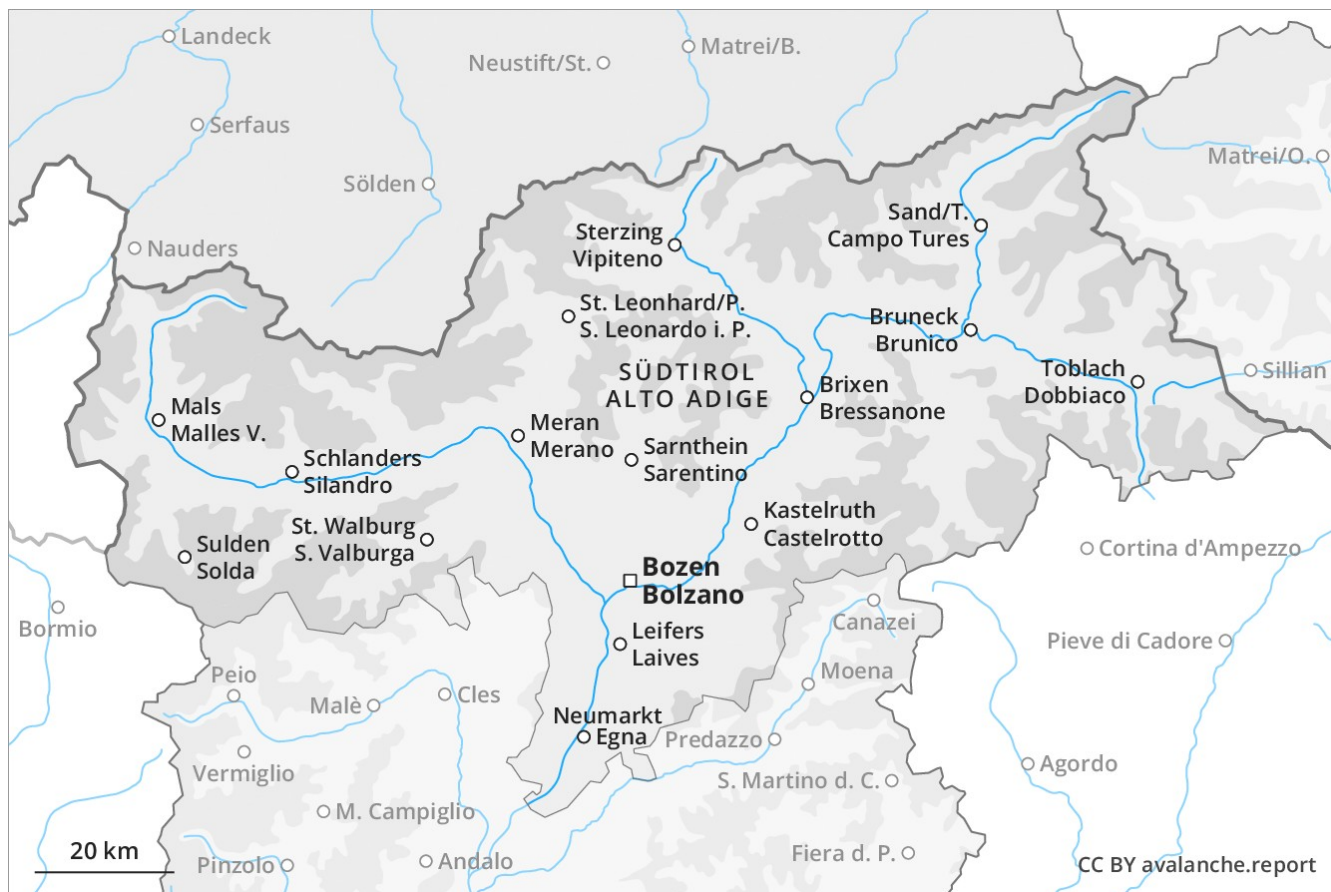 Landeck
Matrei/B.
Neustift/St.
Serfaus
Matrei/O.
Sölden
Nauders
Sand/T.
Campo Tures
Sterzing
Vipiteno
St. Leonhard/P.
S. Leonardo i. P.
Bruneck
Brunico
SÜDTIROL
ALTO ADIGE
Toblach
Dobbiaco
Sillian
Brixen
Bressanone
Mals
Malles V.
Meran
Merano
Sarnthein
Sarentino
Schlanders
Silandro
St. Walburg
S. Valburga
Kastelruth
Castelrotto
Sulden
Solda
Cortina d'Ampezzo
Bozen
Bolzano
Bormio
Canazei
Leifers
Laives
Pieve di Cadore
Peio
Moena
Malè
Cles
Neumarkt
Egna
Predazzo
Vermiglio
Agordo
S. Martino d. C.
M. Campiglio
20 km
Pinzolo
Andalo
Fiera d. P.
CC BY avalanche.report